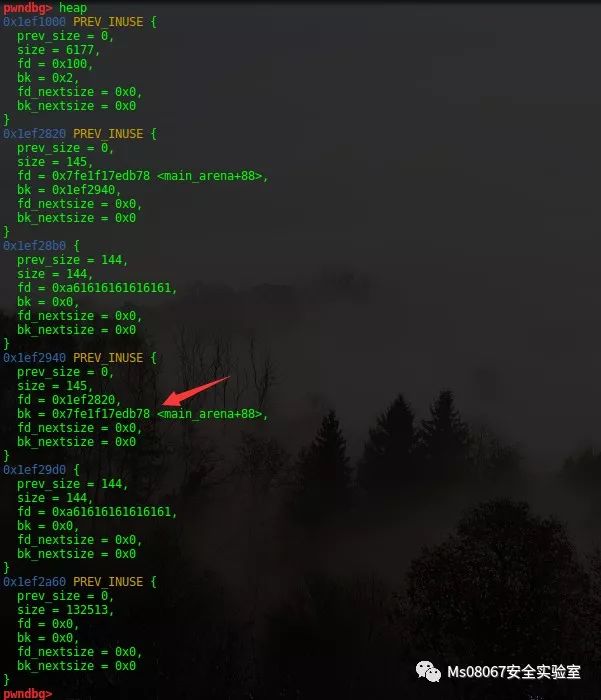 pwndbg> heap
0x1ef1000 PREV_INUSE {
  prev_size = 0,
  size = 6177,
  fd = 0x100,
  bk = 0x2,
  fd_nextsize = 0x0,
  bk_nextsize = 0x0
}
0x1ef2820 PREV_INUSE {
  prev_size = 0,
  size = 145,
  fd = 0x7fe1f17edb78 <main_arena+88>,
  bk = 0x1ef2940,
  fd_nextsize = 0x0,
  bk_nextsize = 0x0
}
0x1ef28b0 {
  prev_size = 144,
  size = 144,
  fd = 0xa61616161616161,
  bk = 0x0,
  fd_nextsize = 0x0,
  bk_nextsize = 0x0
}
0x1ef2940 PREV_INUSE {
  prev_size = 0,
  size = 145,
  fd = 0x1ef2820,
  bk = 0x7fe1f17edb78 <main_arena+88>,
  fd_nextsize = 0x0,
  bk_nextsize = 0x0
}
0x1ef29d0 {
  prev_size = 144,
  size = 144,
  fd = 0xa61616161616161,
  bk = 0x0,
  fd_nextsize = 0x0,
  bk_nextsize = 0x0
}
0x1ef2a60 PREV_INUSE {
  prev_size = 0,
  size = 132513,
  fd = 0x0,
  bk = 0x0,
  fd_nextsize = 0x0,
  bk_nextsize = 0x0
}
Ms08067安全实验室
pwndbg>